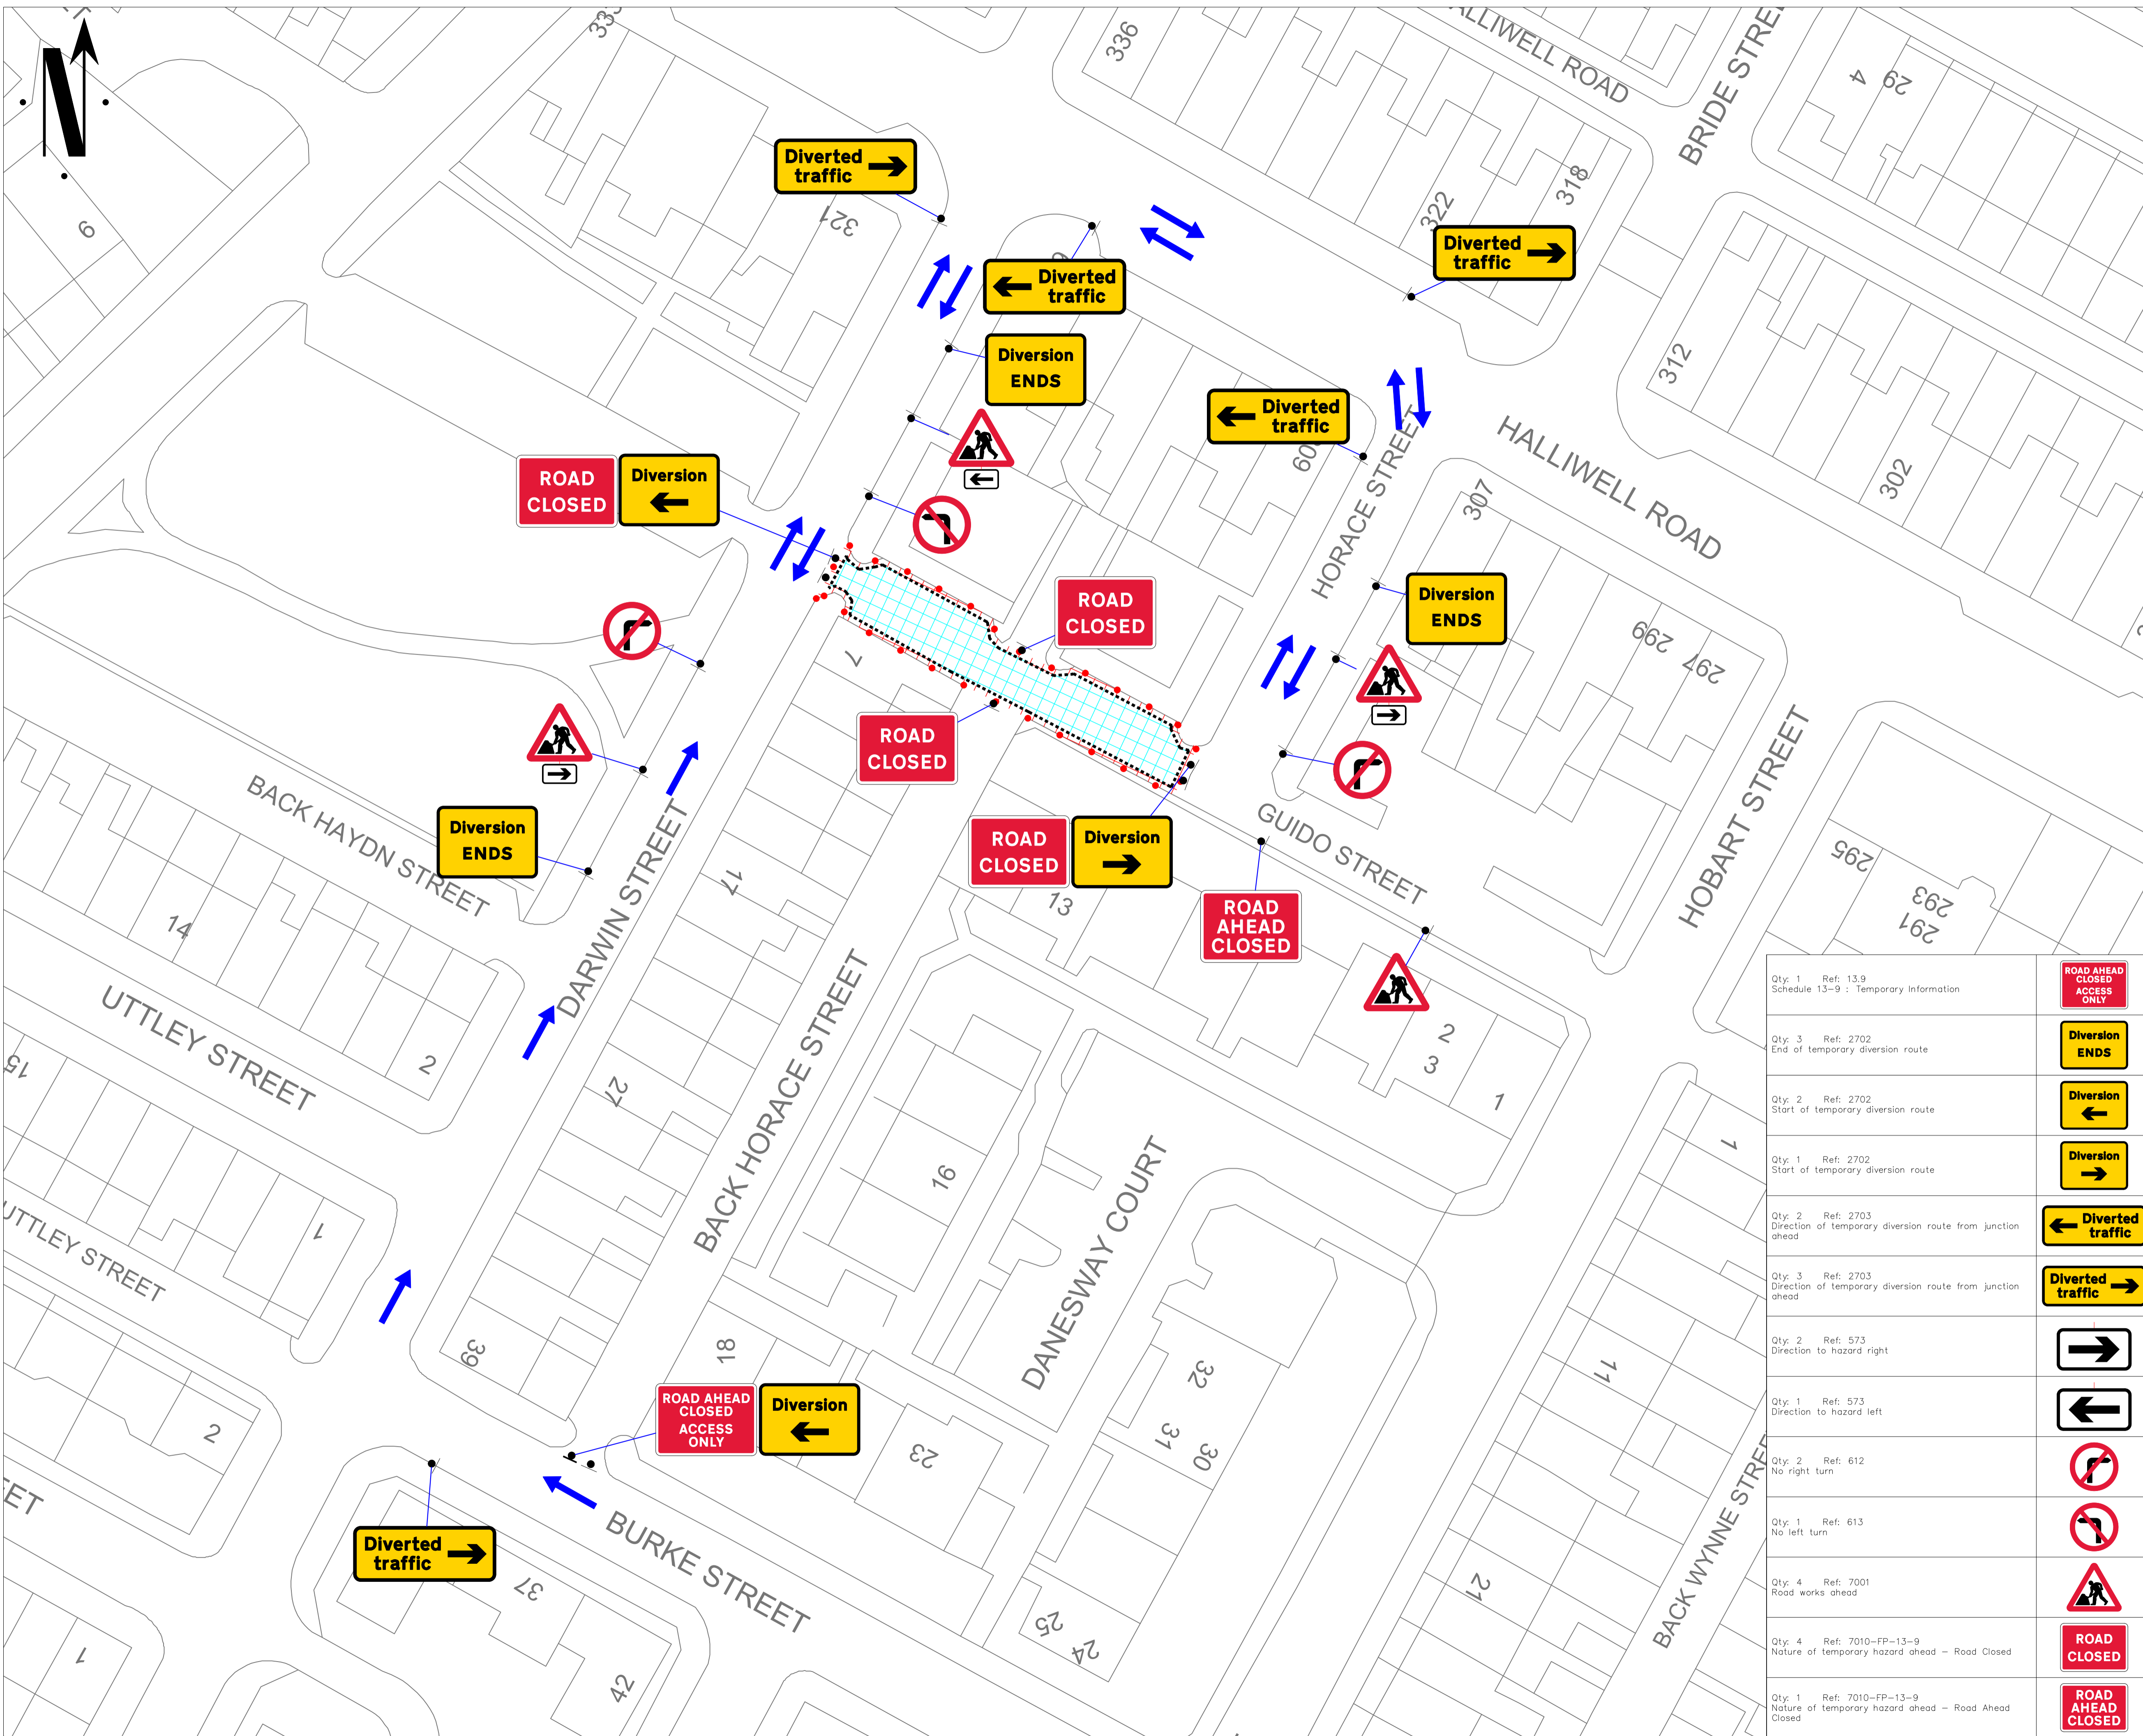 N
9
333
336
HALLIWELL ROAD
BRIDE STREET
4
29
Diverted
traffic
321
322
318
Diverted
traffic
Diverted
traffic
Diversion
ENDS
312
302
Diverted
traffic
309
HORACE STREET
307
HALLIWELL ROAD
ROAD
CLOSED
Diversion
ROAD
CLOSED
Diversion
ENDS
299
297
7
ROAD
CLOSED
BACK HAYDN STREET
Diversion
ENDS
14
DARWIN STREET
17
ROAD
CLOSED
Diversion
13
GUIDO STREET
HOBART STREET
ROAD
AHEAD
CLOSED
295
293
291
UTTLEY STREET
2
15
27
BACK HORACE STREET
2
3
1
16
DANESWAY COURT
1
UTTLEY STREET
1
39
18
2
ROAD AHEAD
CLOSED
ACCESS
ONLY
Diversion
23
32
31
30
11
21
BACK WYNNE STREET
Diverted
traffic
37
BURKE STREET
25
24
42
1
Qty: 1 Ref: 13.9
Schedule 13-9 : Temporary Information
ROAD AHEAD
CLOSED
ACCESS
ONLY
Qty: 3 Ref: 2702
End of temporary diversion route
Diversion
ENDS
Qty: 2 Ref: 2702
Start of temporary diversion route
Diversion
Qty: 1 Ref: 2702
Start of temporary diversion route
Diversion
Qty: 2 Ref: 2703
Direction of temporary diversion route from junction
ahead
Diverted
traffic
Qty: 3 Ref: 2703
Direction of temporary diversion route from junction
ahead
Diverted
traffic
Qty: 2 Ref: 573
Direction to hazard right
Qty: 1 Ref: 573
Direction to hazard left
Qty: 2 Ref: 612
No right turn
Qty: 1 Ref: 613
No left turn
Qty: 4 Ref: 7001
Road works ahead
Qty: 4 Ref: 7010-FP-13-9
Nature of temporary hazard ahead - Road Closed
ROAD
CLOSED
Qty: 1 Ref: 7010-FP-13-9
Nature of temporary hazard ahead - Road Ahead
Closed
ROAD
AHEAD
CLOSED